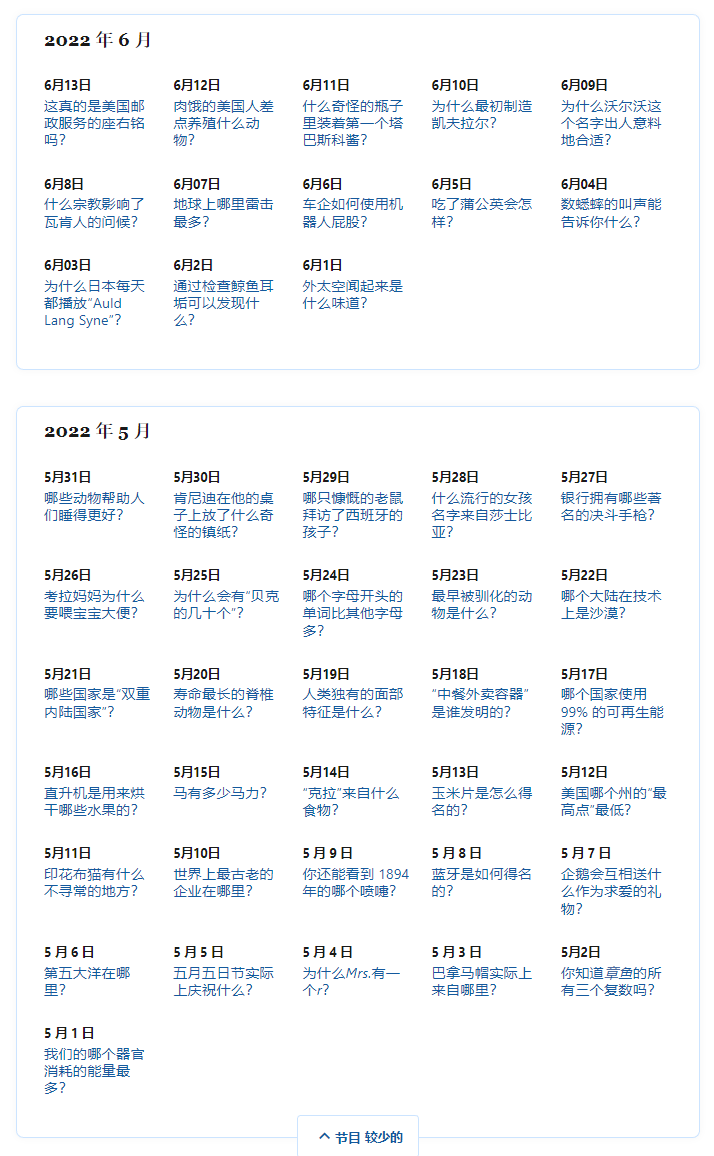 2022 年 6 月
6月13日
这真的是美国邮
政服务的座右铭
吗？
6月12日
肉饿的美国人差
点养殖什么动
物？
6月11日
什么奇怪的瓶子
里装着第一个塔
巴斯科酱？
6月10日
为什么最初制造
凯夫拉尔？
6月09日
为什么沃尔沃这
个名字出人意料
地合适？
6月8日
什么宗教影响了
瓦肯人的问候？
6月07日
地球上哪里雷击
最多？
6月6日
车企如何使用机
器人屁股？
6月5日
吃了蒲公英会怎
样？
6月04日
数蟋蟀的叫声能
告诉你什么？
6月03日
为什么日本每天
都播放“Auld
Lang Syne”？
6月2日
通过检查鲸鱼耳
垢可以发现什
么？
6月1日
外太空闻起来是
什么味道？
2022 年 5 月
5月31日
哪些动物帮助人
们睡得更好？
5月30日
肯尼迪在他的桌
子上放了什么奇
怪的镇纸？
5月29日
哪只慷慨的老鼠
拜访了西班牙的
孩子？
5月28日
什么流行的女孩
名字来自莎士比
亚？
5月27日
银行拥有哪些著
名的决斗手枪？
5月26日
考拉妈妈为什么
要喂宝宝大便？
5月25日
为什么会有“贝克
的几十个”？
5月24日
哪个字母开头的
单词比其他字母
多？
5月23日
最早被驯化的动
物是什么？
5月22日
哪个大陆在技术
上是沙漠？
5月21日
哪些国家是“双重
内陆国家”？
5月20日
寿命最长的脊椎
动物是什么？
5月19日
人类独有的面部
特征是什么？
5月18日
“中餐外卖容器”
是谁发明的？
5月17日
哪个国家使用
99% 的可再生能
源？
5月16日
直升机是用来烘
干哪些水果的？
5月15日
马有多少马力？
5月14日
“克拉”来自什么
食物？
5月13日
玉米片是怎么得
名的？
5月12日
美国哪个州的“最
高点”最低？
5月11日
印花布猫有什么
不寻常的地方？
5月10日
世界上最古老的
企业在哪里？
5 月 9 日
你还能看到 1894
年的哪个喷嚏？
5 月 8 日
蓝牙是如何得名
的？
5 月 7 日
企鹅会互相送什
么作为求爱的礼
物？
5 月 6 日
第五大洋在哪
里？
5 月 5 日
五月五日节实际
上庆祝什么？
5 月 4 日
为什么Mrs.有一
个r？
5 月 3 日
巴拿马帽实际上
来自哪里？
5月2日
你知道章鱼的所
有三个复数吗？
5 月 1 日
我们的哪个器官
消耗的能量最
多？
节目 较少的